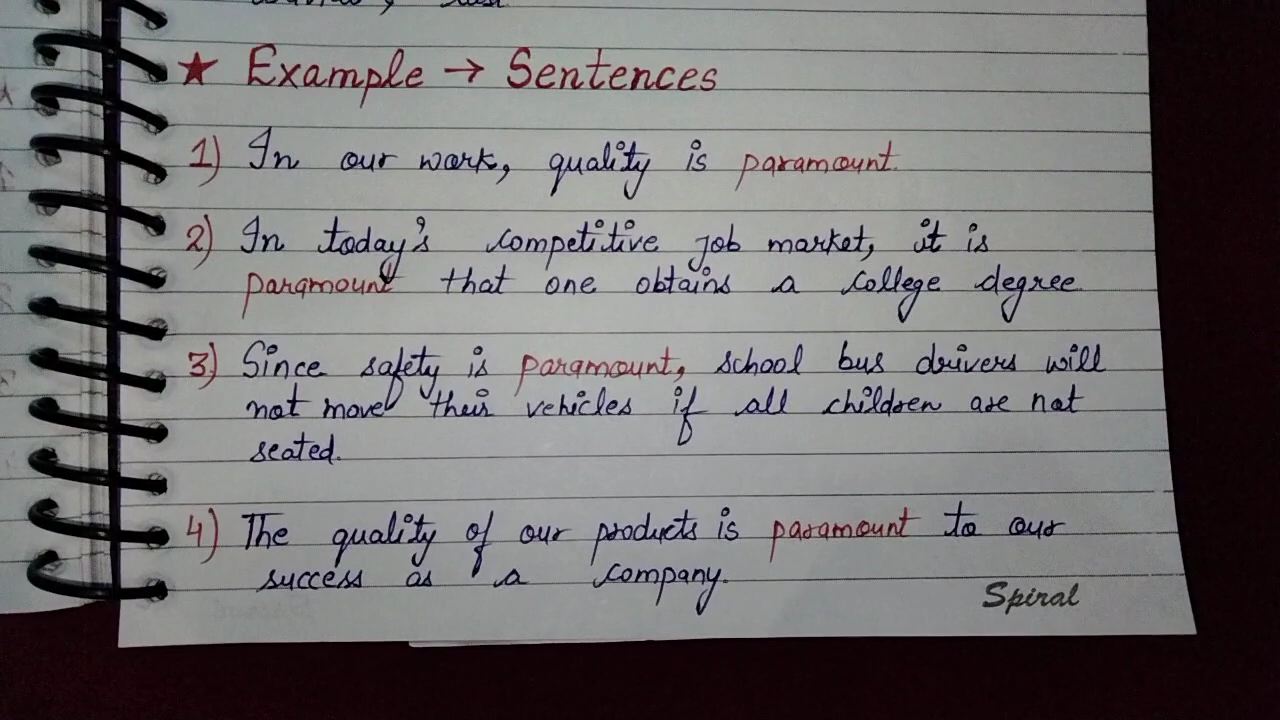 ★ Example → Sentences
1) In our work, quality is paramount.
2) In today's competitive job market, it is
paramount that one obtains a college degree
3) Since safety is paramount, school bus drivers will
not move their vehicles if all children are not
seated.
4) The quality of our products is paramount to our
success as a company.
Spiral